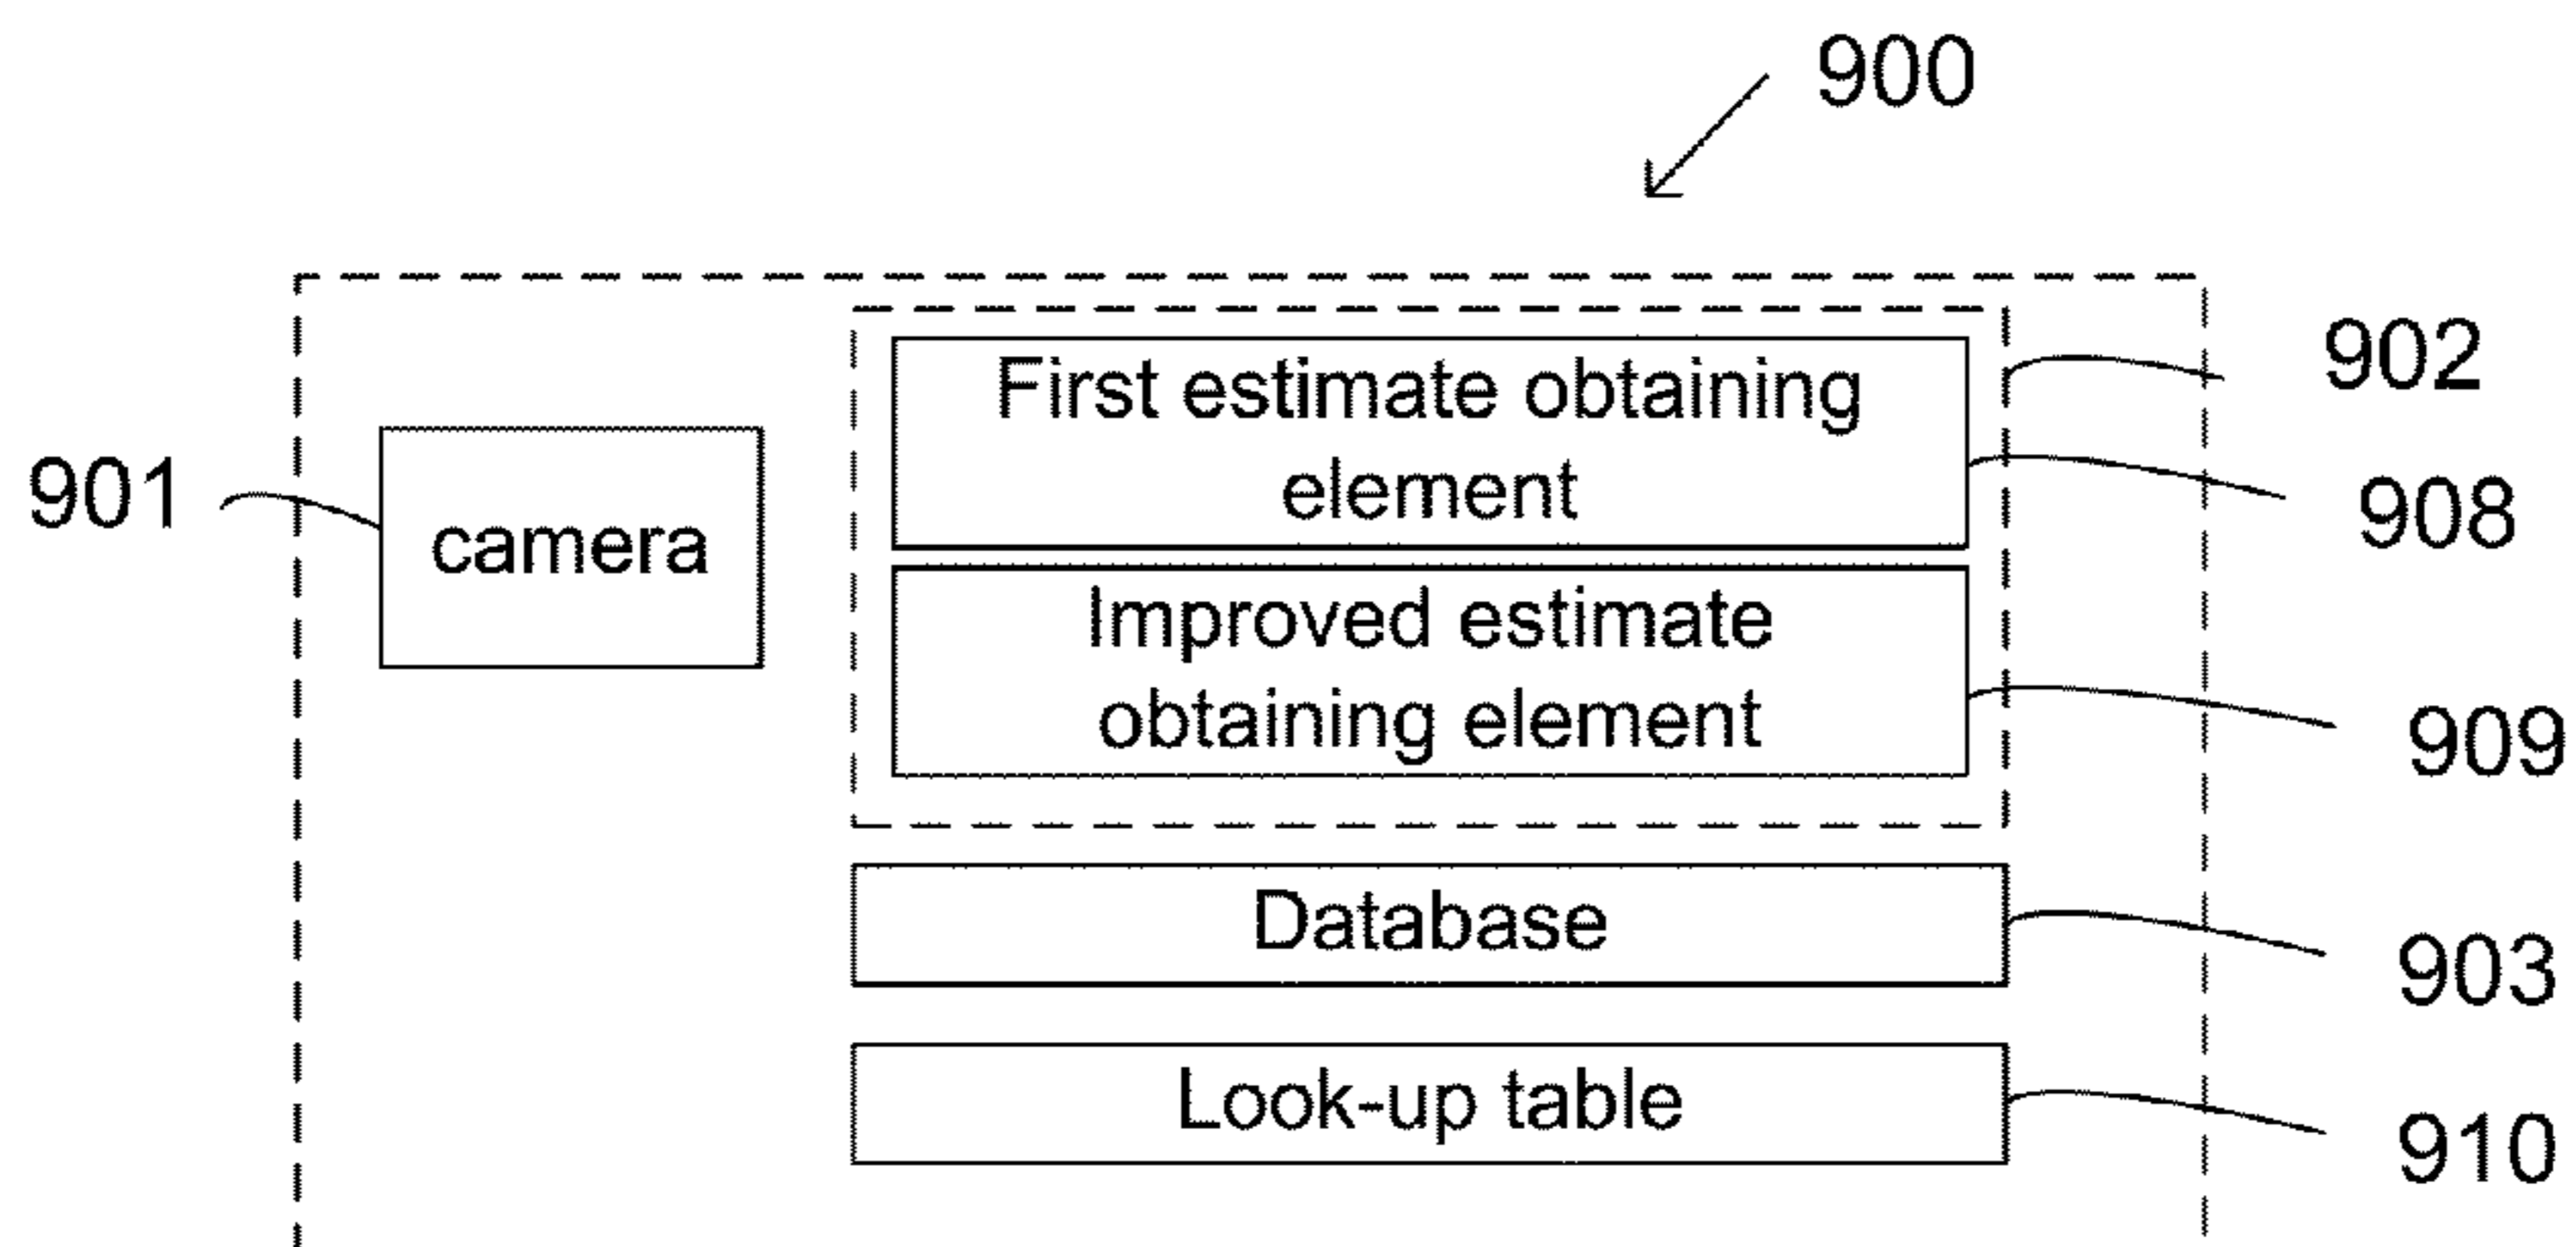 900
902
First estimate obtaining
element
908
901
camera
Improved estimate
obtaining element
909
Database
903
Look-up table
910